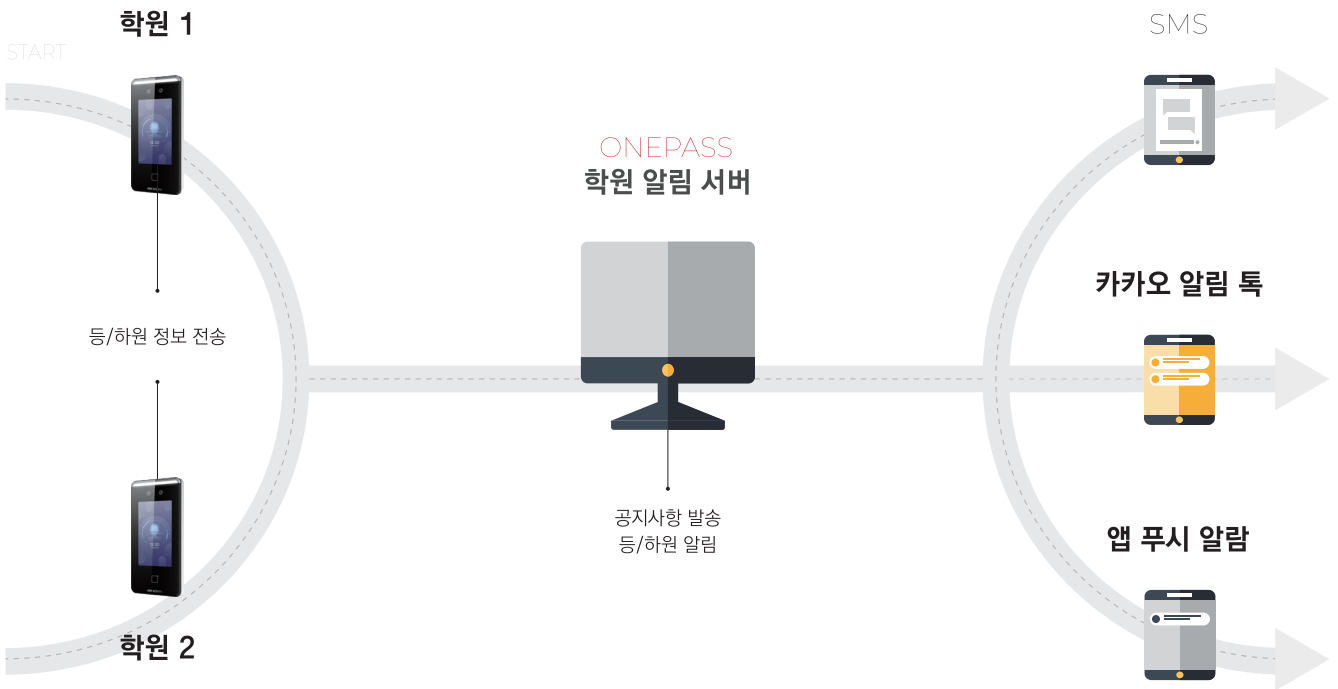 학원 1
START
등/하원 정보 전송
학원 2
ONEPASS
학원 알림 서버
공지사항 발송
등/하원 알림
SMS
카카오 알림 톡
앱 푸시 알람